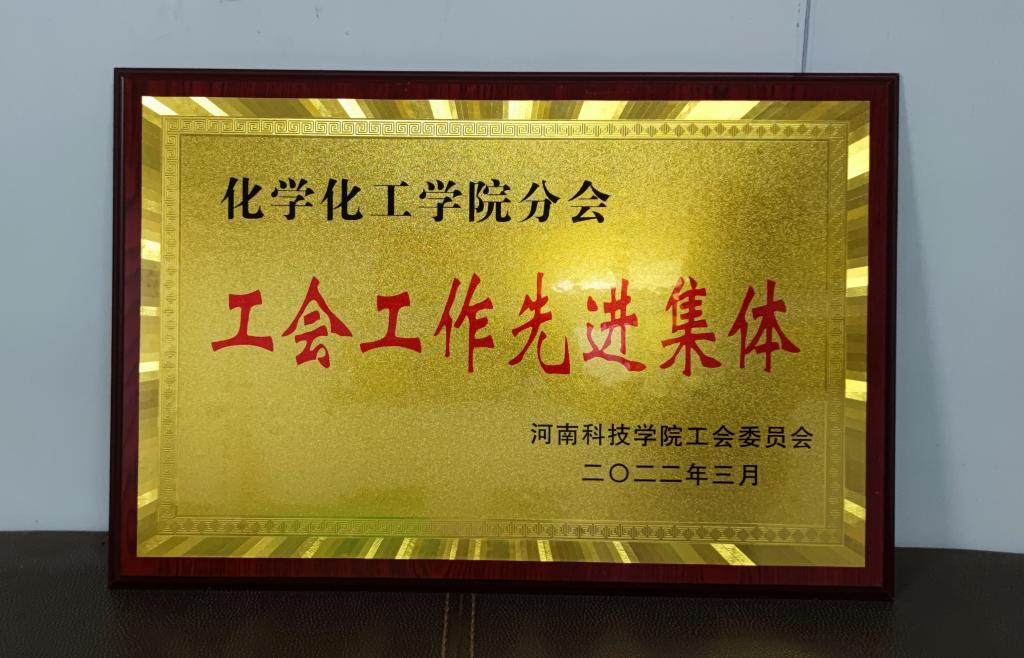 化学化工学院分会
工会工作先进集体
河南科技学院工会委员会
二〇二二年三月